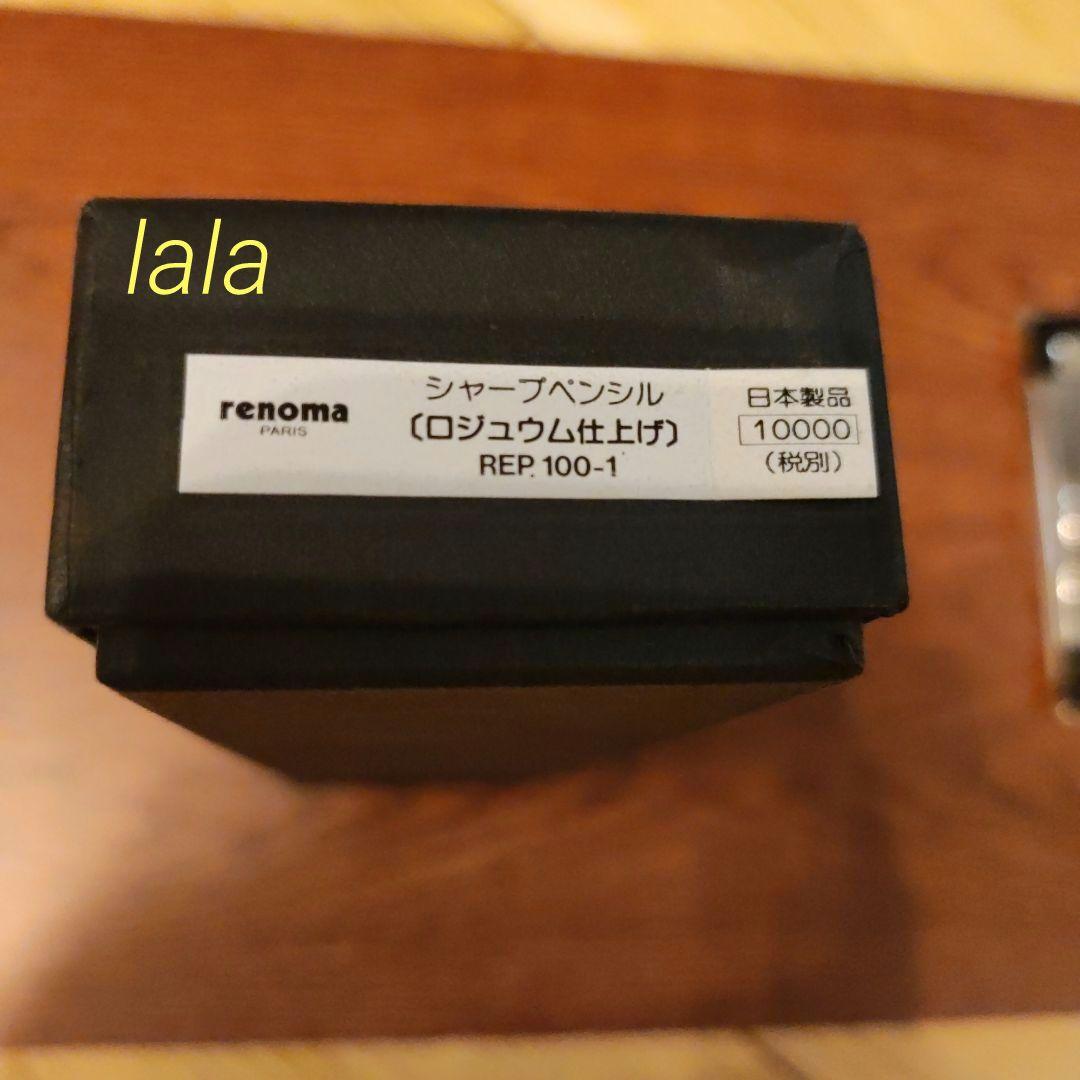 lala
renoma
PARIS
シャープペンシル
〔ロジュウム仕上げ〕
REP. 100-1
日本製品
10000
（税別）